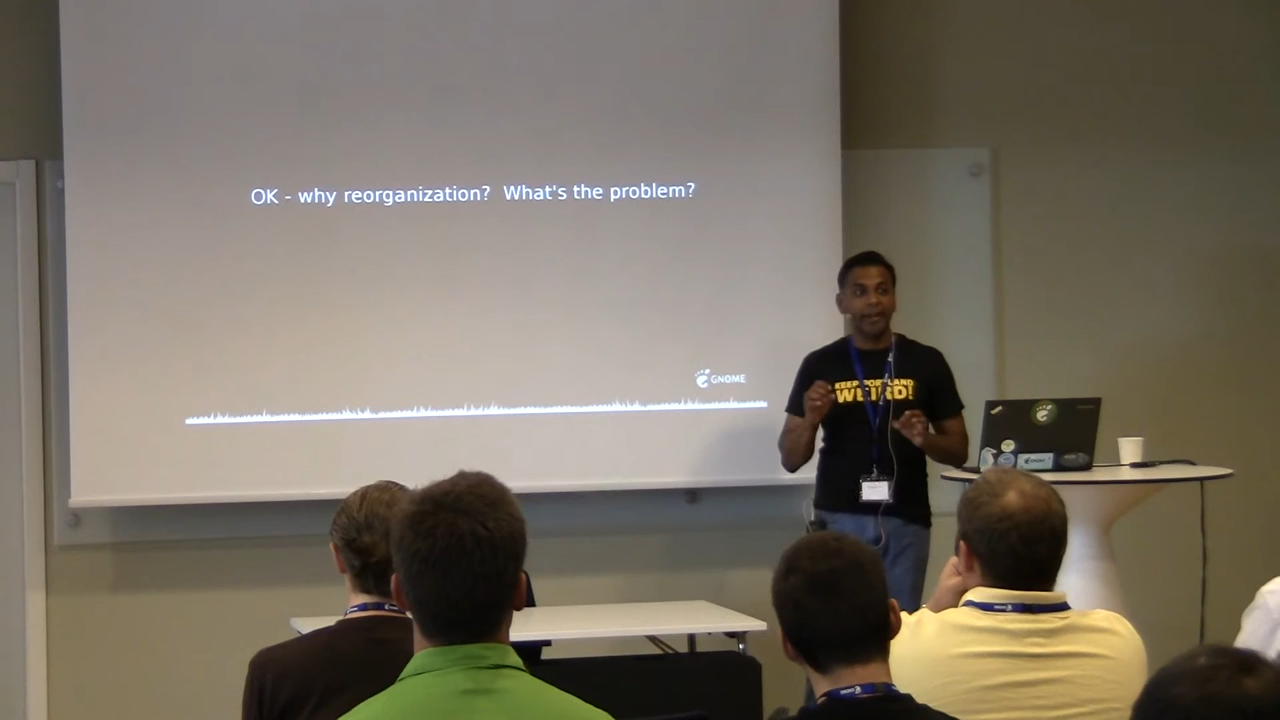 OK - why reorganization?  What's the problem?
GNOME
KEEP PORTLAND
WEIRD!